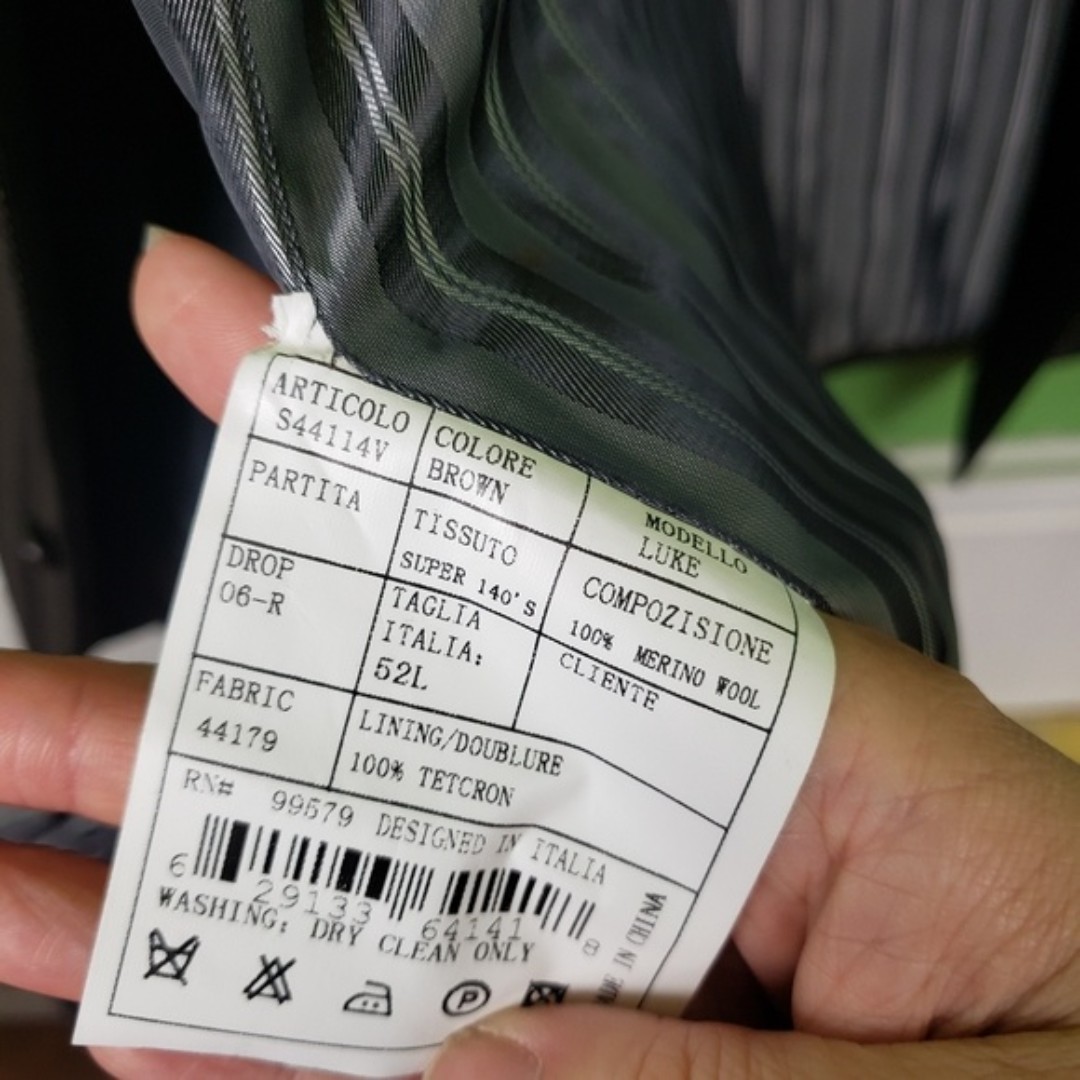 ARTICOLO
S44114V
COLORE
BROWN
MODELLO
LUKE
PARTITA
TISSUTO
SUPER 140'S
COMPOZISIONE
100% MERINO WOOL
DROP
06-R
TAGLIA
ITALIA:
52L
CLIENTE
FABRIC
44179
LINING/DOUBLURE
100% TETCRON
RN# 99579 DESIGNED IN ITALIA
6 29133 64141 8
WASHING: DRY CLEAN ONLY
P
IN CHINA